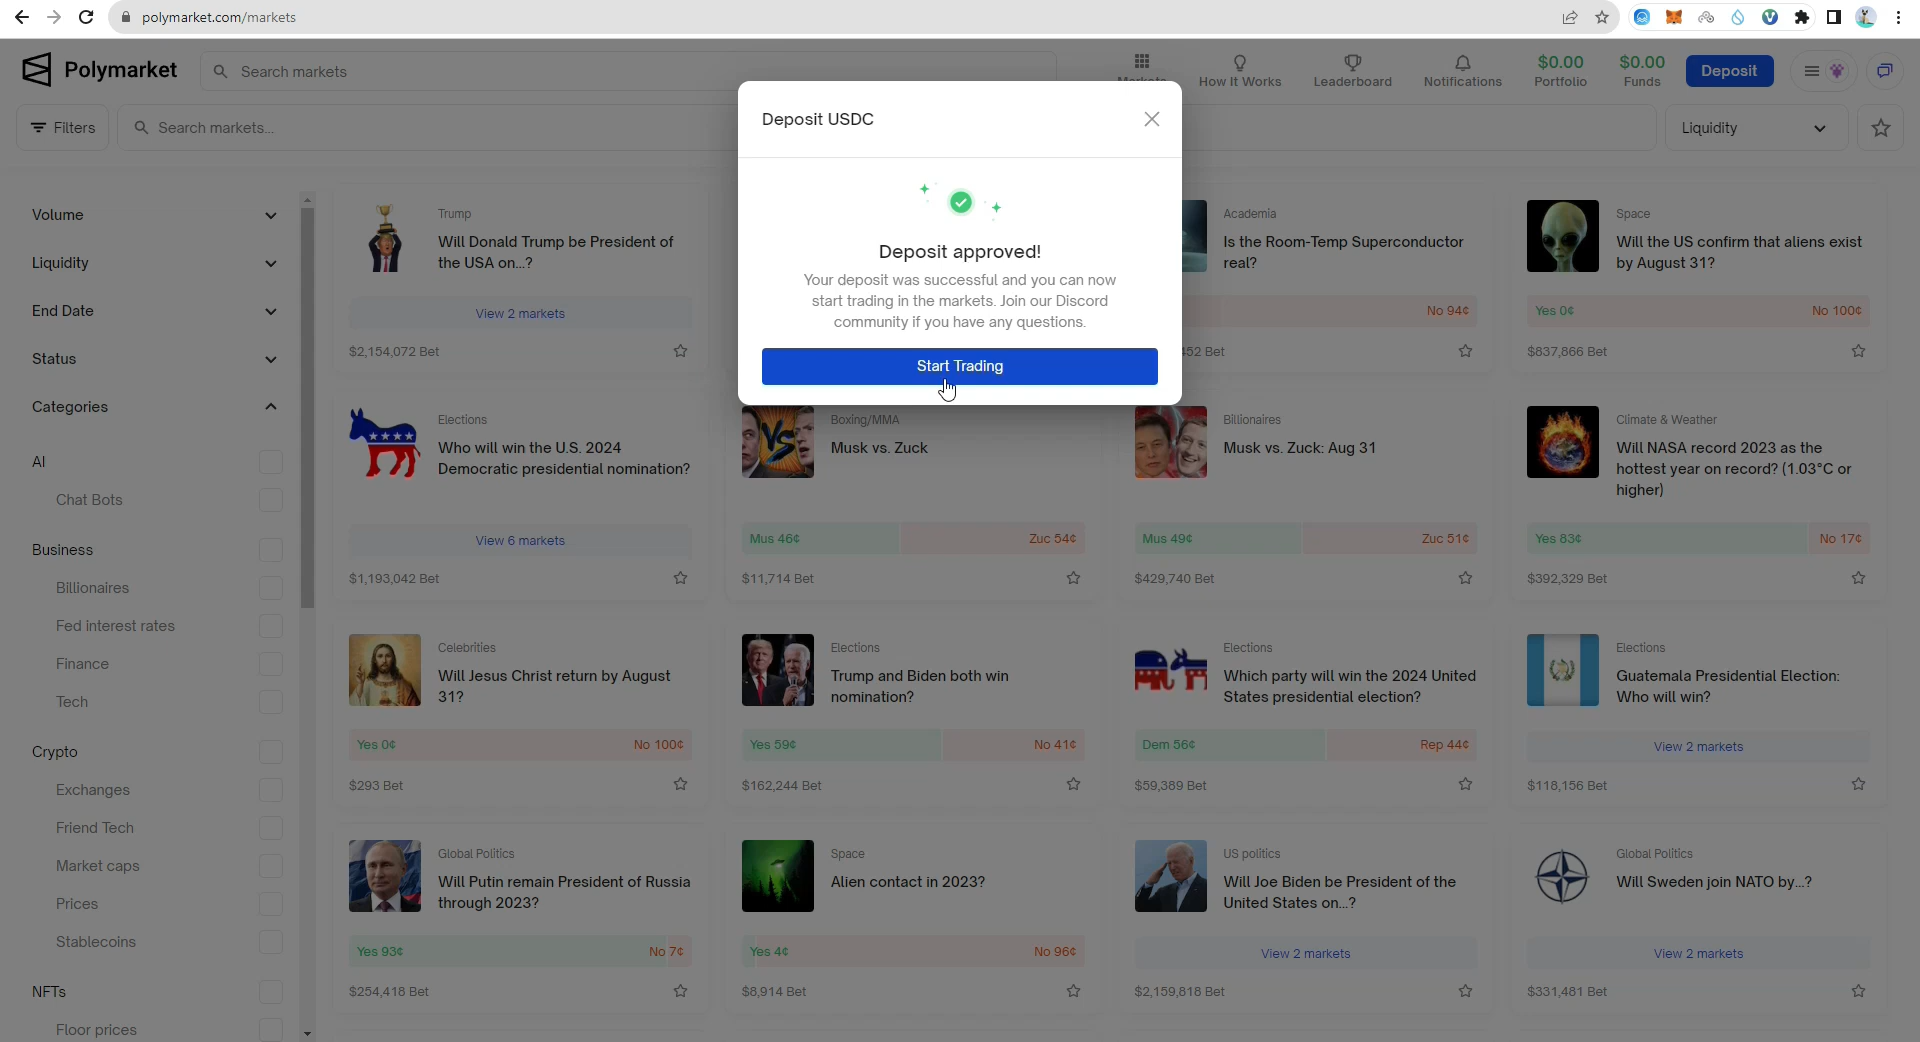 polymarket.com/markets
Polymarket
Search markets
Markets
How It Works
Leaderboard
Notifications
$0.00
Portfolio
$0.00
Funds
Deposit
Filters
Search markets...
Liquidity
Deposit USDC
Deposit approved!
Your deposit was successful and you can now
start trading in the markets. Join our Discord
community if you have any questions.
Start Trading
Volume
Liquidity
End Date
Status
Categories
AI
Chat Bots
Business
Billionaires
Fed interest rates
Finance
Tech
Crypto
Exchanges
Friend Tech
Market caps
Prices
Stablecoins
NFTs
Floor prices
Trump
Will Donald Trump be President of
the USA on...?
View 2 markets
$2,154,072 Bet
Academia
Is the Room-Temp Superconductor
real?
No 94¢
452 Bet
Space
Will the US confirm that aliens exist
by August 31?
Yes 0¢
No 100¢
$837,866 Bet
Elections
Who will win the U.S. 2024
Democratic presidential nomination?
View 6 markets
$1,193,042 Bet
Boxing/MMA
VS
Musk vs. Zuck
Mus 46¢
Zuc 54¢
$11,714 Bet
Billionaires
Musk vs. Zuck: Aug 31
Mus 49¢
Zuc 51¢
$429,740 Bet
Climate & Weather
Will NASA record 2023 as the
hottest year on record? (1.03°C or
higher)
Yes 83¢
No 17¢
$392,329 Bet
Celebrities
Will Jesus Christ return by August
31?
Yes 0¢
No 100¢
$293 Bet
Elections
Trump and Biden both win
nomination?
Yes 59¢
No 41¢
$162,244 Bet
Elections
Which party will win the 2024 United
States presidential election?
Dem 56¢
Rep 44¢
$59,389 Bet
Elections
Guatemala Presidential Election:
Who will win?
View 2 markets
$118,156 Bet
Global Politics
Will Putin remain President of Russia
through 2023?
Yes 93¢
No 7¢
$254,418 Bet
Space
Alien contact in 2023?
Yes 4¢
No 96¢
$8,914 Bet
US politics
Will Joe Biden be President of the
United States on...?
View 2 markets
$2,159,818 Bet
Global Politics
Will Sweden join NATO by...?
View 2 markets
$331,481 Bet